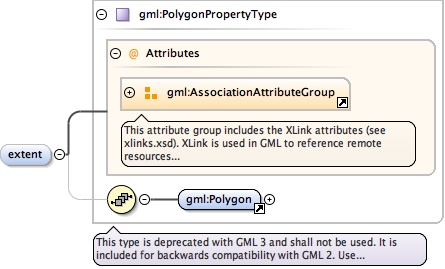 gml:PolygonPropertyType
@ Attributes
gml:AssociationAttributeGroup
This attribute group includes the XLink attributes (see
xlinks.xsd). XLink is used in GML to reference remote
resources...
extent
gml:Polygon
This type is deprecated with GML 3 and shall not be used. It is
included for backwards compatibility with GML 2. Use...